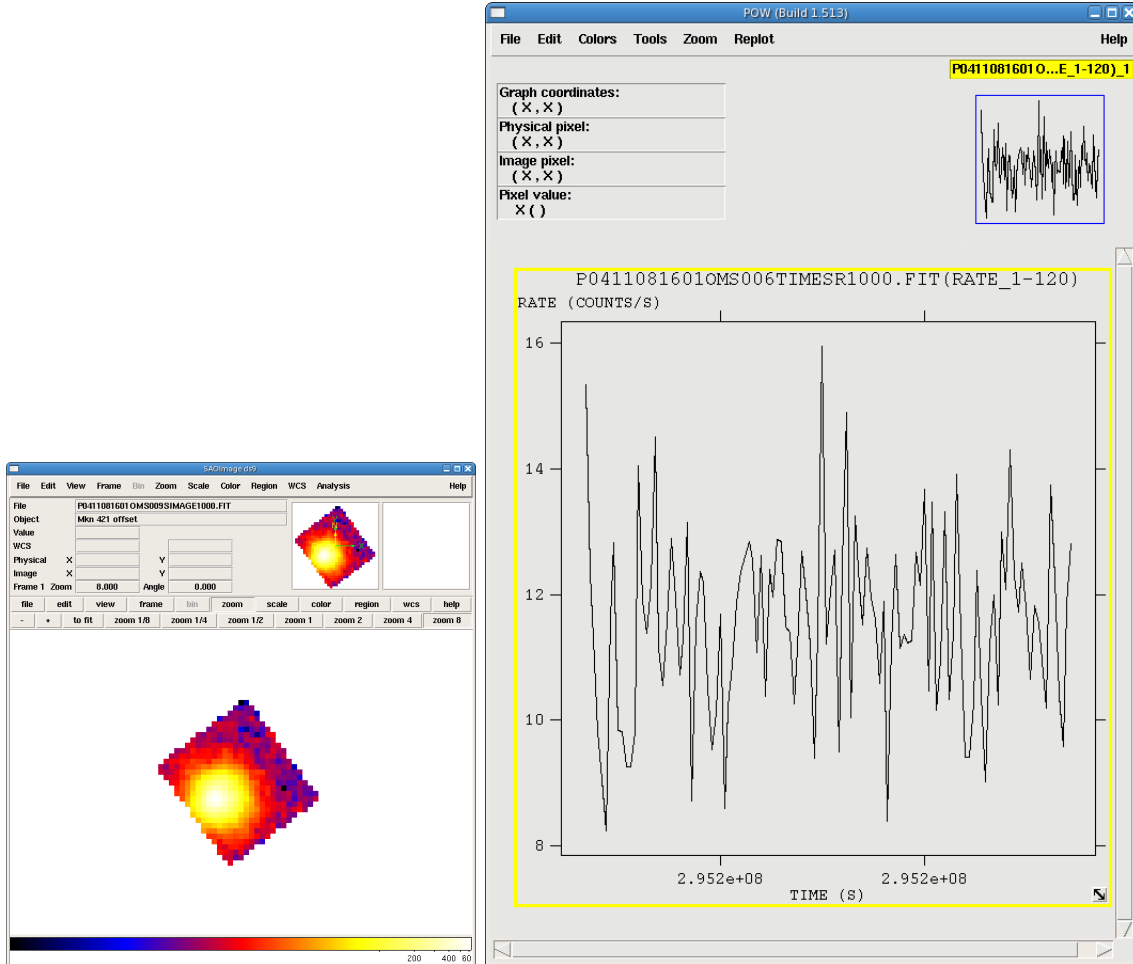 POW (Build 1.513)
File Edit Colors Tools Zoom Replot Help
P0411081601O...E_1-120)_1
Graph coordinates:
(X,X)
Physical pixel:
(X,X)
Image pixel:
(X,X)
Pixel value:
X()
P0411081601OMS006TIMESR1000.FIT(RATE_1-120)
RATE (COUNTS/S)
16
14
12
10
8
2.952e+08 2.952e+08
TIME (S)
SAOImage ds9
File Edit View Frame Bin Zoom Scale Color Region WCS Analysis Help
File P0411081601OMS009SIMAGE1000.FIT
Object Mkn 421 offset
Value
WCS
Physical X Y
Image X Y
Frame 1 Zoom 8.000 Angle 0.000
file edit view frame bin zoom scale color region wcs help
- + to fit zoom 1/8 zoom 1/4 zoom 1/2 zoom 1 zoom 2 zoom 4 zoom 8
200 400 60